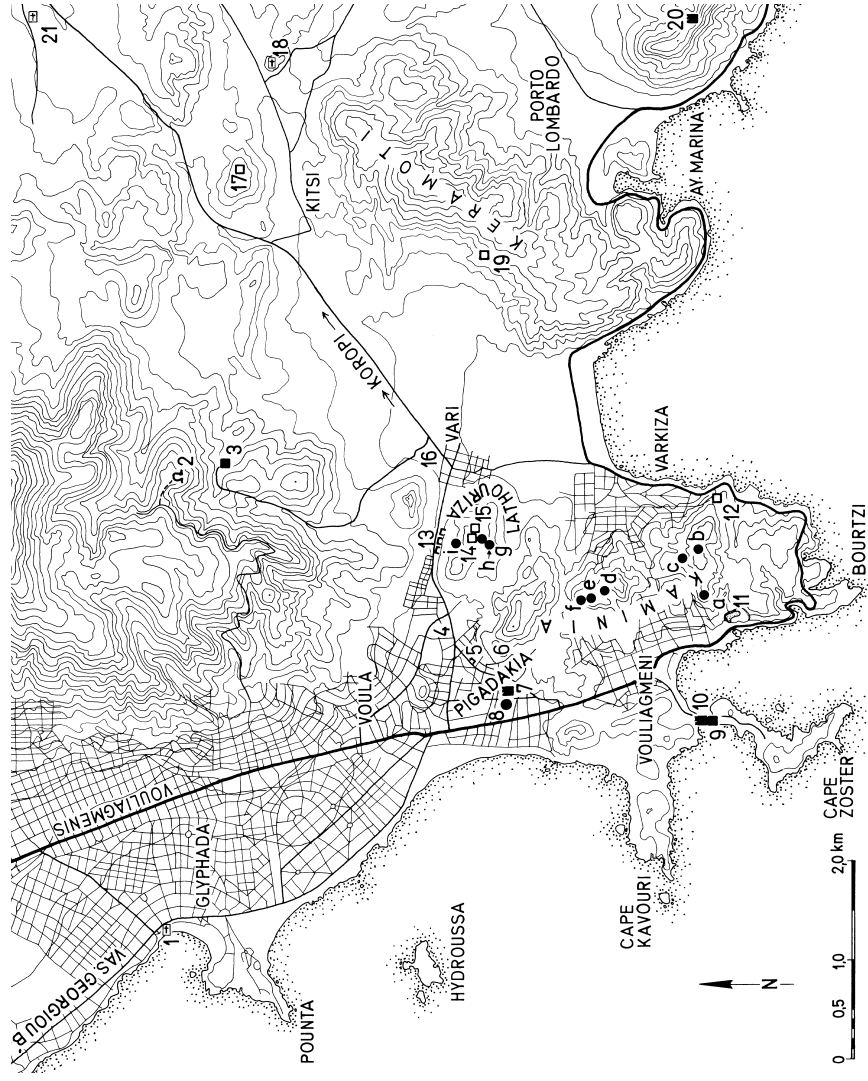 VAS GEORGIOU B'
VOULIAGMENIS
21
1
2
GLYPHADA
3
17
18
POUNTA
KITSI
VOULA
KOROPI
KERAMOTI
HYDROUSSA
4
13
16
VARI
5
6
PIGADAKIA
i
14
15
LATHOURITZA
h
g
8
7
19
PORTO
LOMBARDO
f
e
d
KAMINIA
CAPE
KAVOURI
VOULIAGMENI
VARKIZA
AY. MARINA
20
c
b
a
10
9
11
12
N
CAPE
ZOSTER
BOURTZI
0
0,5
1,0
2,0 km